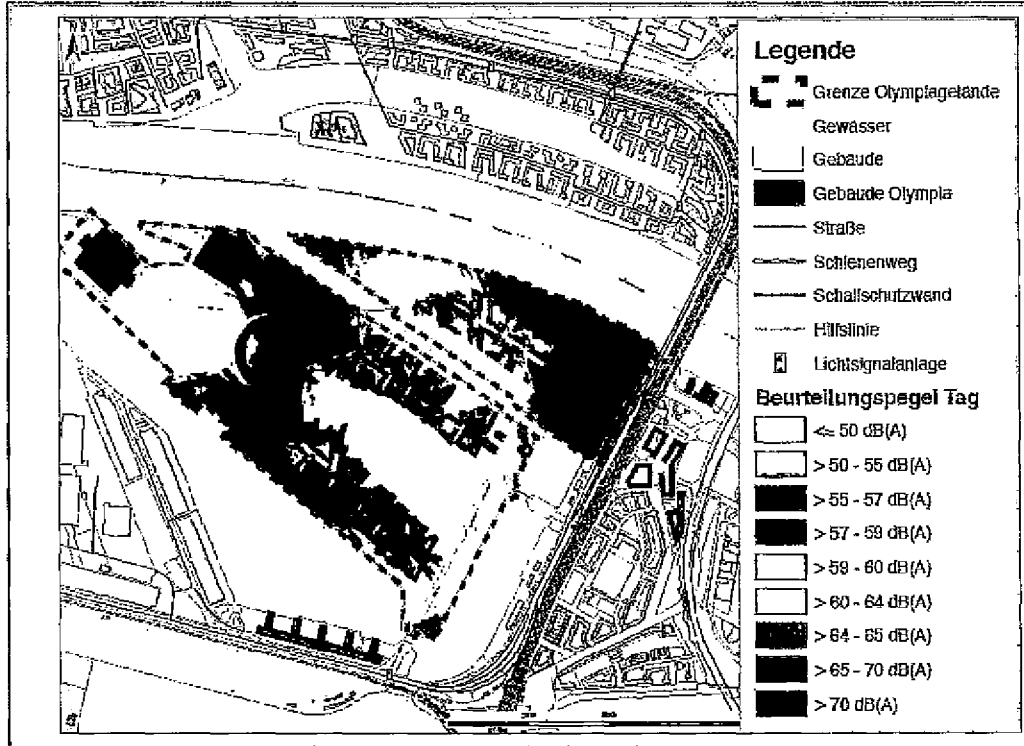 Legende
Grenze Olympiagelände
Gewässer
Gebäude
Gebäude Olympia
Straße
Schienenweg
Schallschutzwand
Hilfslinie
Lichtsignalanlage
Beurteilungspegel Tag
<= 50 dB(A)
> 50 - 55 dB(A)
> 55 - 57 dB(A)
> 57 - 59 dB(A)
> 59 - 60 dB(A)
> 60 - 64 dB(A)
> 64 - 65 dB(A)
> 65 - 70 dB(A)
> 70 dB(A)